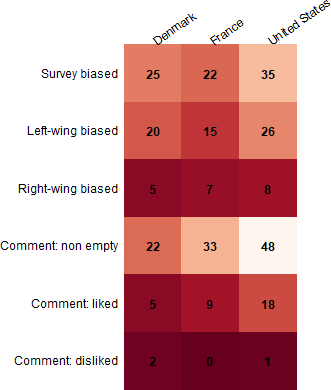 Denmark France United States
Survey biased 25 22 35
Left-wing biased 20 15 26
Right-wing biased 5 7 8
Comment: non empty 22 33 48
Comment: liked 5 9 18
Comment: disliked 2 0 1